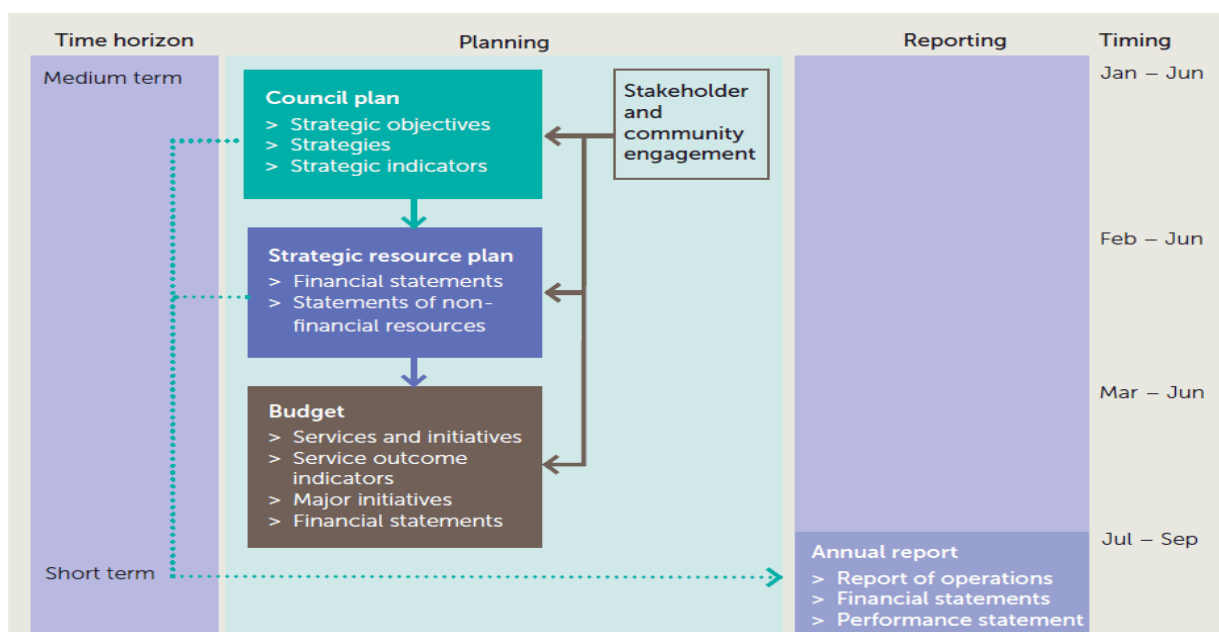 Time horizon
Planning
Reporting
Timing
Medium term
Council plan
> Strategic objectives
> Strategies
> Strategic indicators
Stakeholder
and
community
engagement
Jan – Jun
Strategic resource plan
> Financial statements
> Statements of non-
financial resources
Feb – Jun
Budget
> Services and initiatives
> Service outcome
indicators
> Major initiatives
> Financial statements
Mar – Jun
Short term
Annual report
> Report of operations
> Financial statements
> Performance statement
Jul – Sep